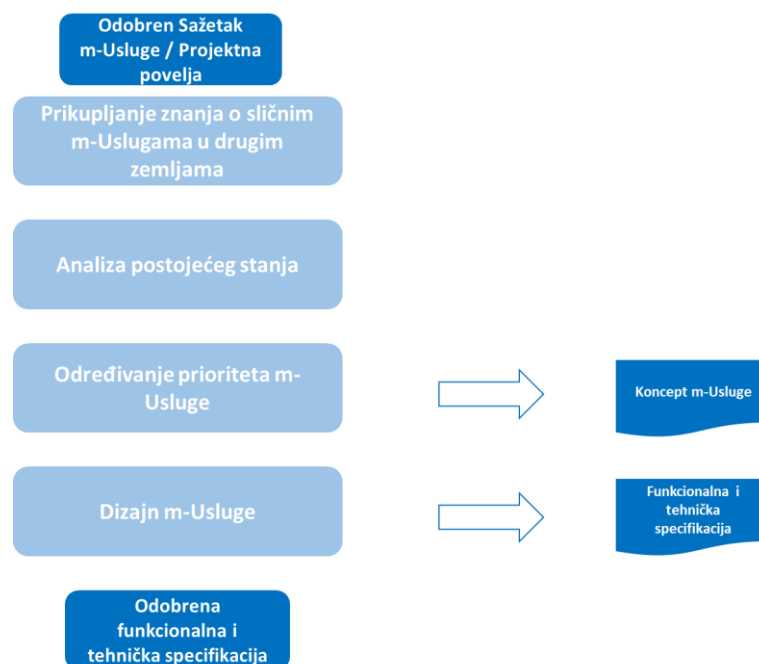 Odobren Sažetak
m-Usluge / Projektna
povelja
Prikupljanje znanja o sličnim
m-Uslugama u drugim
zemljama
Analiza postojećeg stanja
Određivanje prioriteta m-
Usluge
Koncept m-Usluge
Dizajn m-Usluge
Funkcionalna i
tehnička
specifikacija
Odobrena
funkcionalna i
tehnička specifikacija